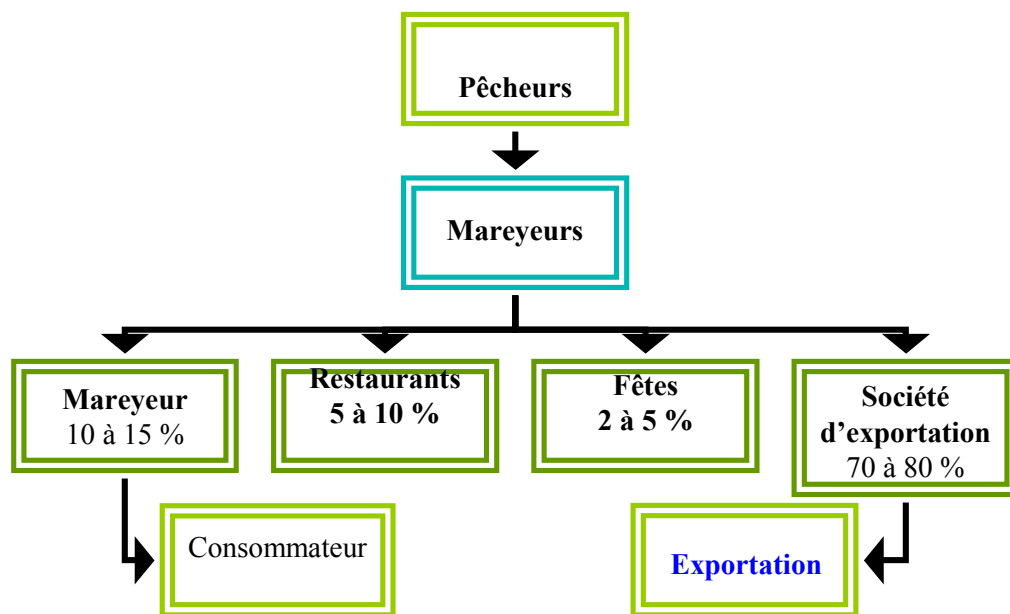 Pêcheurs
Mareyeurs
Mareyeur
10 à 15 %
Restaurants
5 à 10 %
Fêtes
2 à 5 %
Société
d'exportation
70 à 80 %
Consommateur
Exportation